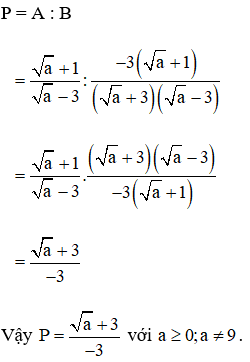 P = A : B
= (√a + 1)/(√a − 3) : (−3(√a + 1))/((√a + 3)(√a − 3))
= (√a + 1)/(√a − 3) . ((√a + 3)(√a − 3))/(−3(√a + 1))
= (√a + 3)/(−3)
Vậy P = (√a + 3)/(−3) với a ≥ 0; a ≠ 9.